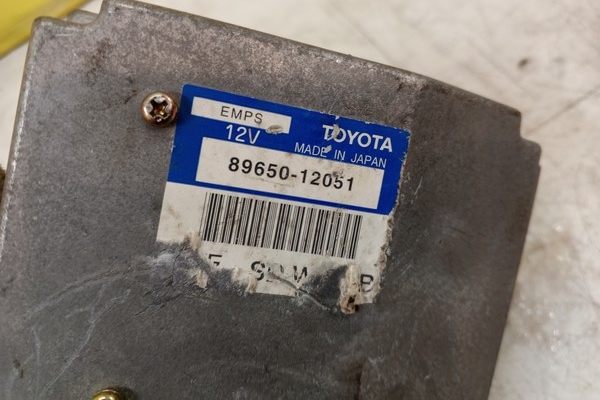 EMPS
12V
TOYOTA
MADE IN JAPAN
89650-12051